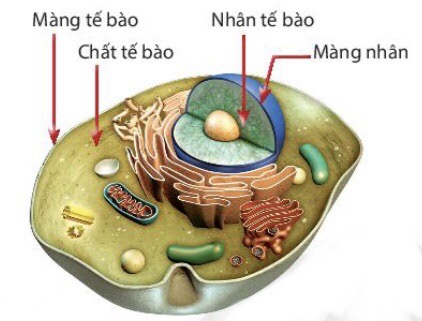 Màng tế bào
Nhân tế bào
Chất tế bào
Màng nhân